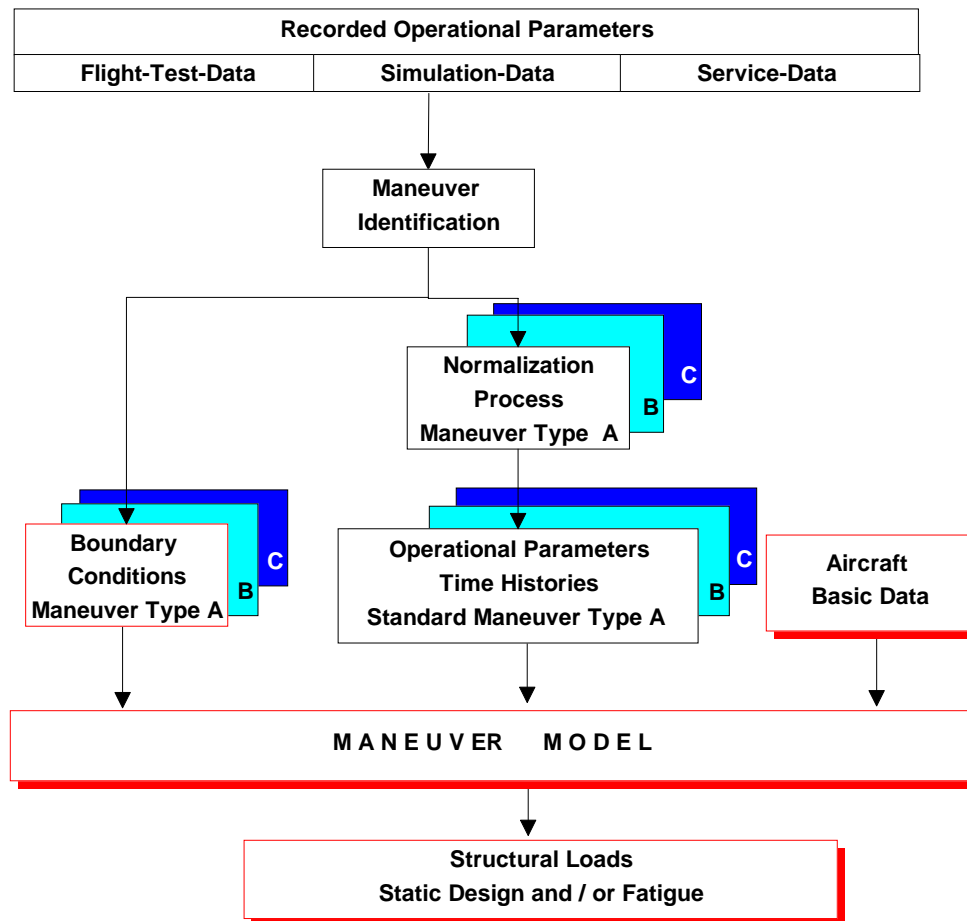 Recorded Operational Parameters
Flight-Test-Data
Simulation-Data
Service-Data
Maneuver
Identification
Normalization
Process
Maneuver Type A
B
C
Boundary
Conditions
Maneuver Type A
B
C
Operational Parameters
Time Histories
Standard Maneuver Type A
B
C
Aircraft
Basic Data
M A N E U V E R M O D E L
Structural Loads
Static Design and / or Fatigue